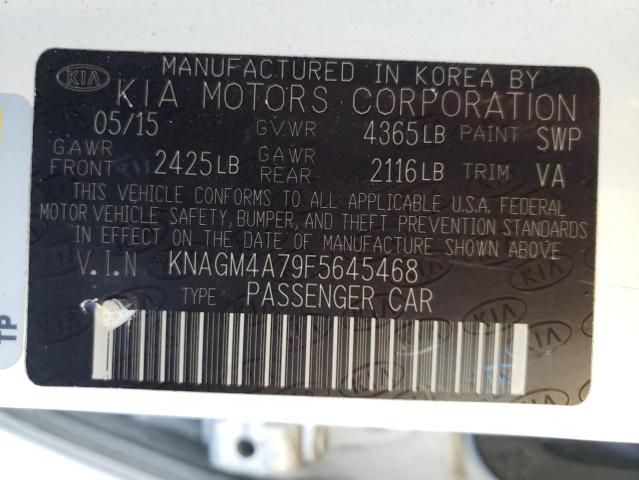 KIA
MANUFACTURED IN KOREA BY
KIA MOTORS CORPORATION
05/15 GVWR 4365LB PAINT SWP
GAWR FRONT 2425LB GAWR REAR 2116LB TRIM VA
THIS VEHICLE CONFORMS TO ALL APPLICABLE U.S.A. FEDERAL
MOTOR VEHICLE SAFETY, BUMPER, AND THEFT PREVENTION STANDARDS
IN EFFECT ON THE DATE OF MANUFACTURE SHOWN ABOVE.
V.I.N KNAGM4A79F5645468
TYPE: PASSENGER CAR
TP